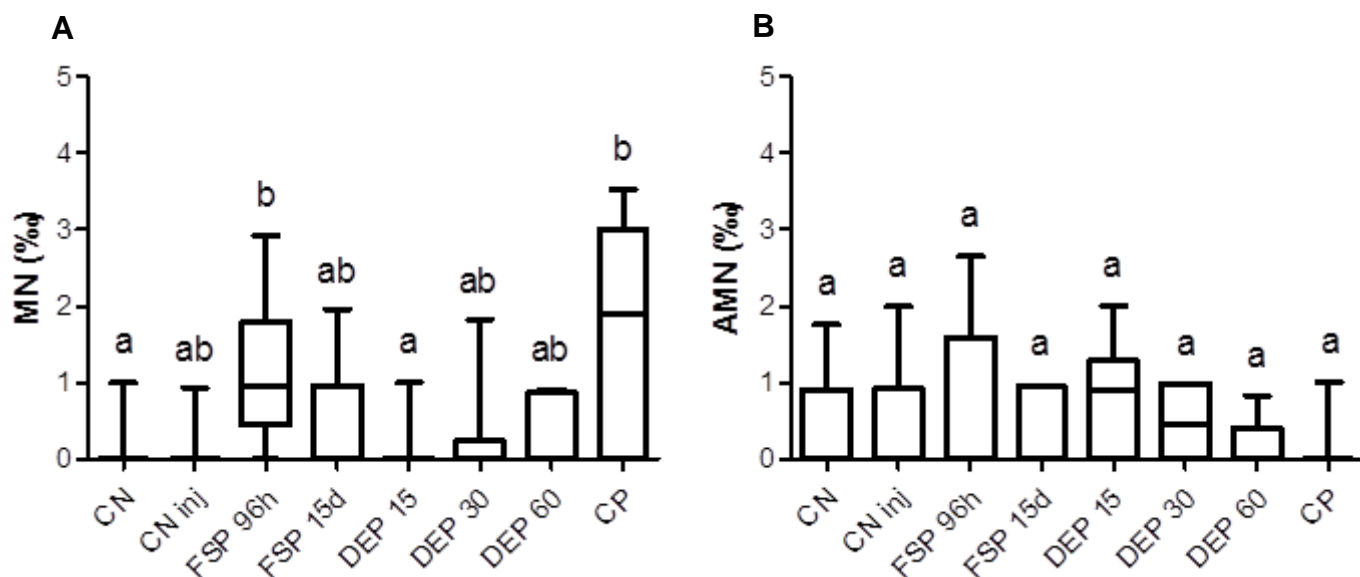 A
MN (‰)
5
4
3
2
1
0
a
ab
b
ab
a
ab
ab
b
CN
CN inj
FSP 96h
FSP 15d
DEP 15
DEP 30
DEP 60
CP
B
AMN (‰)
5
4
3
2
1
0
a
a
a
a
a
a
a
a
CN
CN inj
FSP 96h
FSP 15d
DEP 15
DEP 30
DEP 60
CP